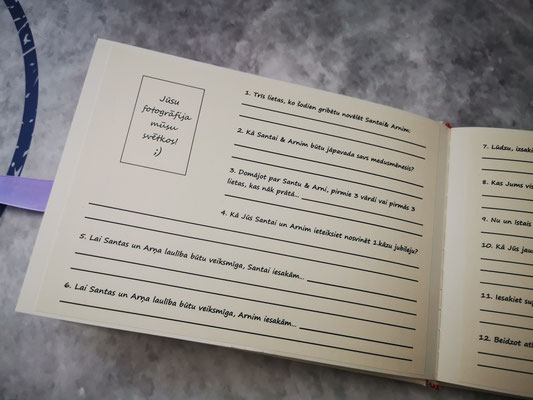 Jūsu
fotogrāfija
mūsu
svētkos!
;)
1. Trīs lietas, ko šodien gribētu novēlēt Santai& Arnim:
2. Kā Santai & Arnim būtu jāpavada savs medusmēnesis?
3. Domājot par Santu & Arni, pirmie 3 vārdi vai pirmās 3
lietas, kas nāk prātā...
4. Kā Jūs Santai un Arnim ieteiksiet nosvinēt 1.kāzu jubileju?
5. Lai Santas un Arņa laulība būtu veiksmīga, Santai iesakām...
6. Lai Santas un Arņa laulība būtu veiksmīga, Arnim iesakām...
7. Lūdzu,
8. Kas Jums
9. Nu un īstais
10. Kā Jūs
11. Iesakiet
12. Beidzot